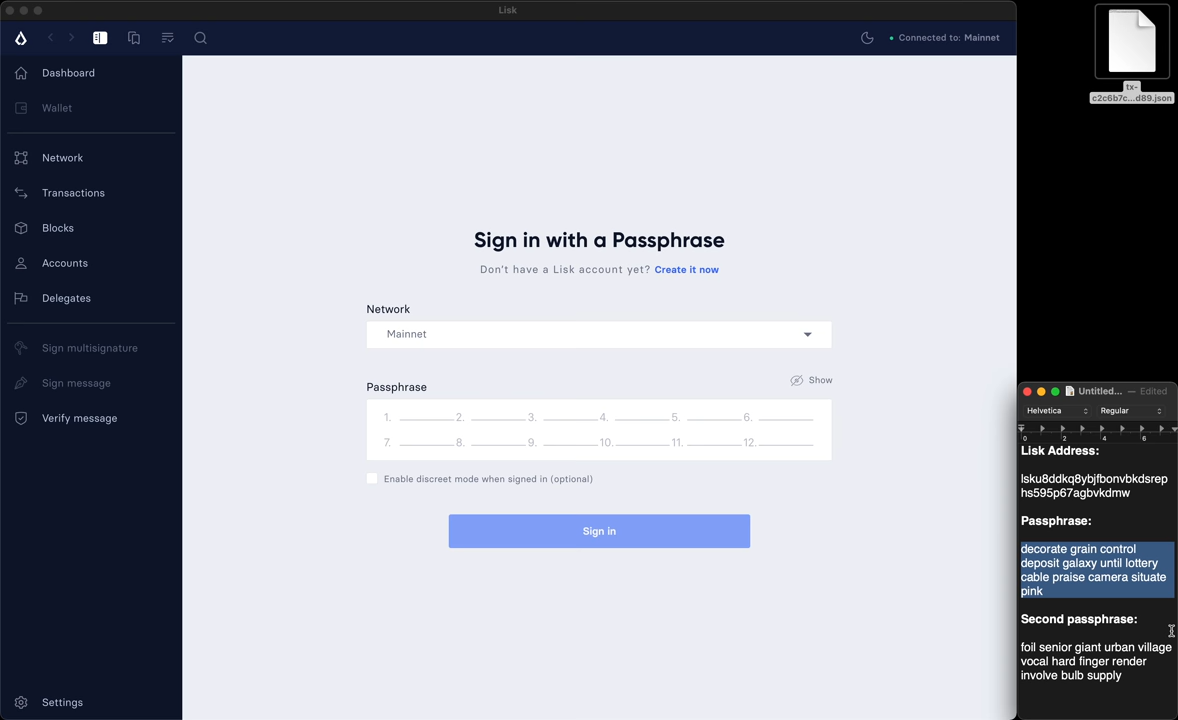 Lisk
Connected to: Mainnet
Dashboard
Wallet
Network
Transactions
Blocks
Accounts
Delegates
Sign multisignature
Sign message
Verify message
Settings
Sign in with a Passphrase
Don't have a Lisk account yet? Create it now
Network
Mainnet
Passphrase
Show
1. 2. 3. 4. 5. 6.
7. 8. 9. 10. 11. 12.
Enable discreet mode when signed in (optional)
Sign in
tx-
c2c6b7c...d89.json
Untitled... — Edited
Helvetica Regular
0 2 4 6
Lisk Address:
lsku8ddkq8ybjfbonvbkdsrep
hs595p67agbvkdmw
Passphrase:
decorate grain control
deposit galaxy until lottery
cable praise camera situate
pink
Second passphrase:
foil senior giant urban village
vocal hard finger render
involve bulb supply